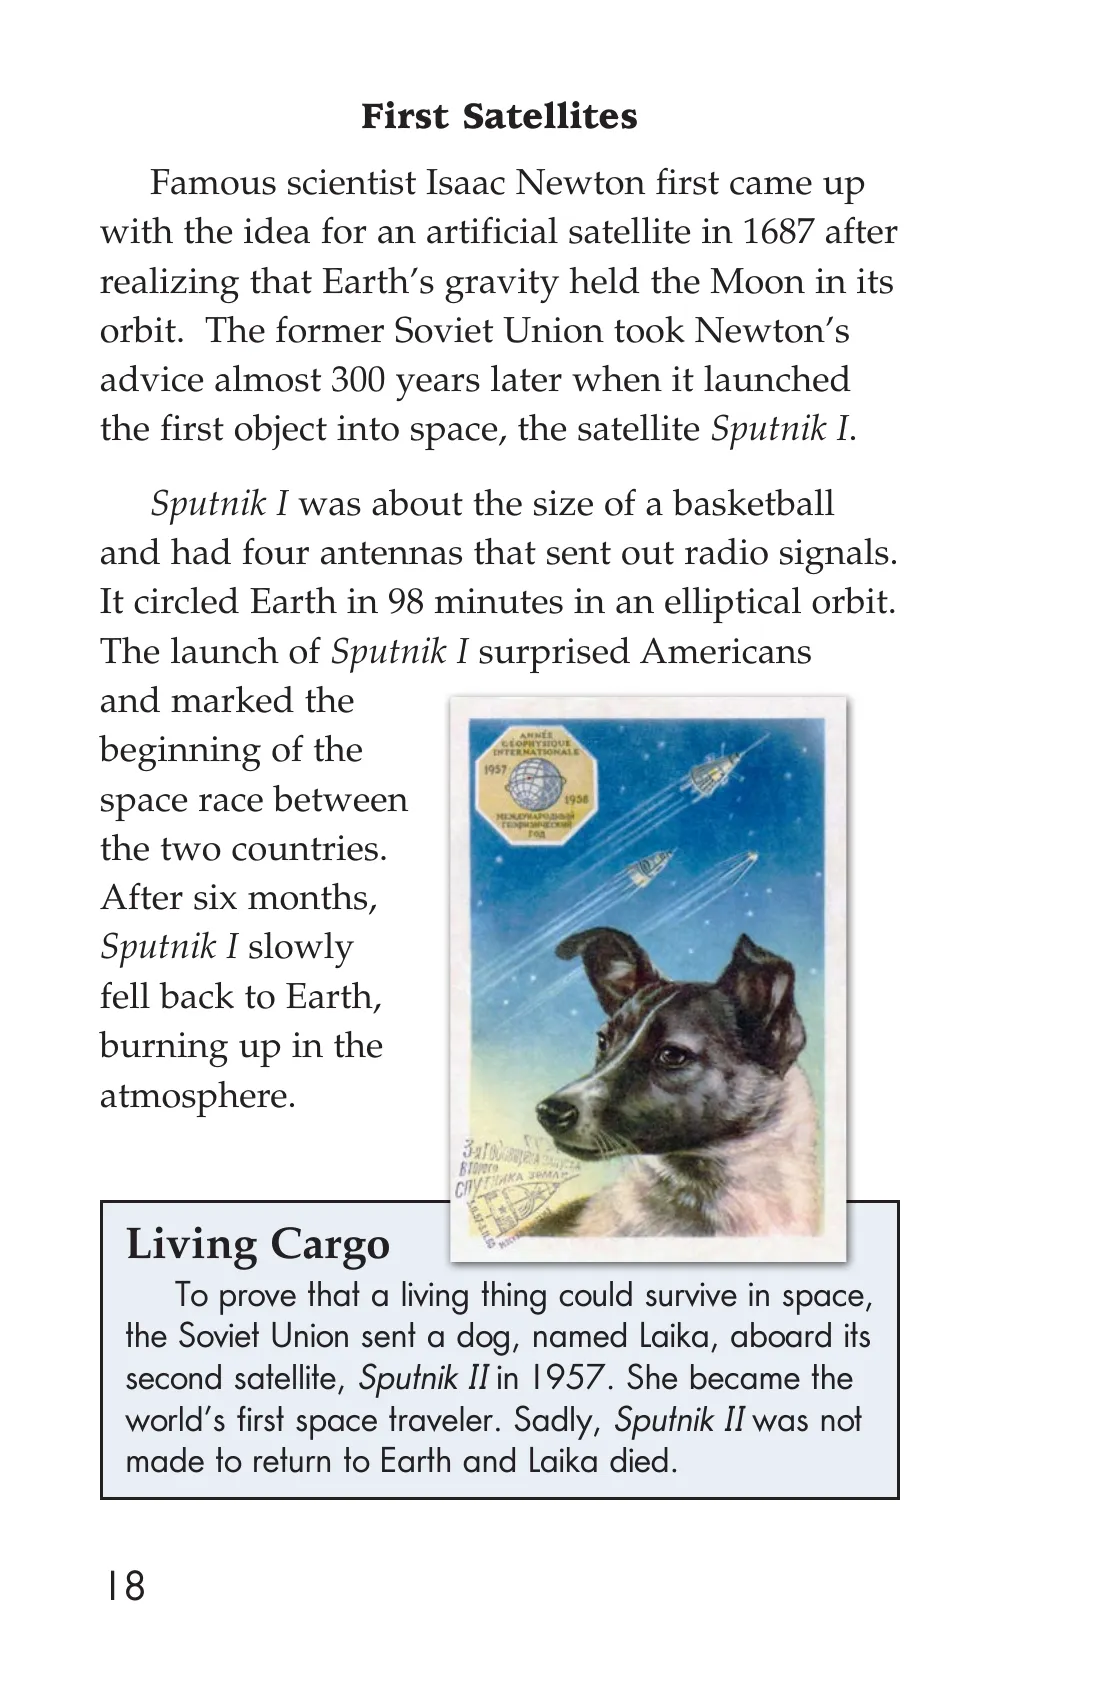 First Satellites
Famous scientist Isaac Newton first came up
with the idea for an artificial satellite in 1687 after
realizing that Earth’s gravity held the Moon in its
orbit.  The former Soviet Union took Newton’s
advice almost 300 years later when it launched
the first object into space, the satellite Sputnik I.
Sputnik I was about the size of a basketball
and had four antennas that sent out radio signals.
It circled Earth in 98 minutes in an elliptical orbit.
The launch of Sputnik I surprised Americans
and marked the
beginning of the
space race between
the two countries.
After six months,
Sputnik I slowly
fell back to Earth,
burning up in the
atmosphere.
ANNÉE
GÉOPHYSIQUE
INTERNATIONALE
1957
1958
МЕЖДУНАРОДНЫЙ
ГЕОФИЗИЧЕСКИЙ
ГОД
3-я Годовщина запуска
второго
СПУТНИКА ЗЕМЛИ
Living Cargo
To prove that a living thing could survive in space,
the Soviet Union sent a dog, named Laika, aboard its
second satellite, Sputnik II in 1957. She became the
world’s first space traveler. Sadly, Sputnik II was not
made to return to Earth and Laika died.
18